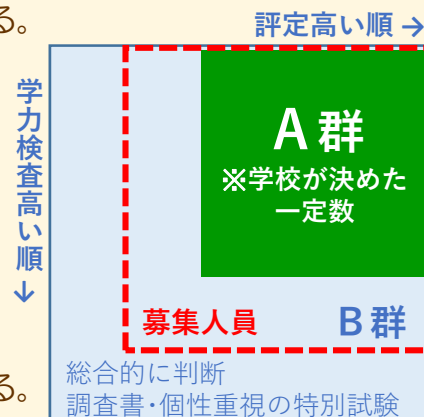 る。
評定高い順→
学力検査高い順↓
A群
※学校が決めた
一定数
募集人員
B群
る。
総合的に判断
調査書・個性重視の特別試験